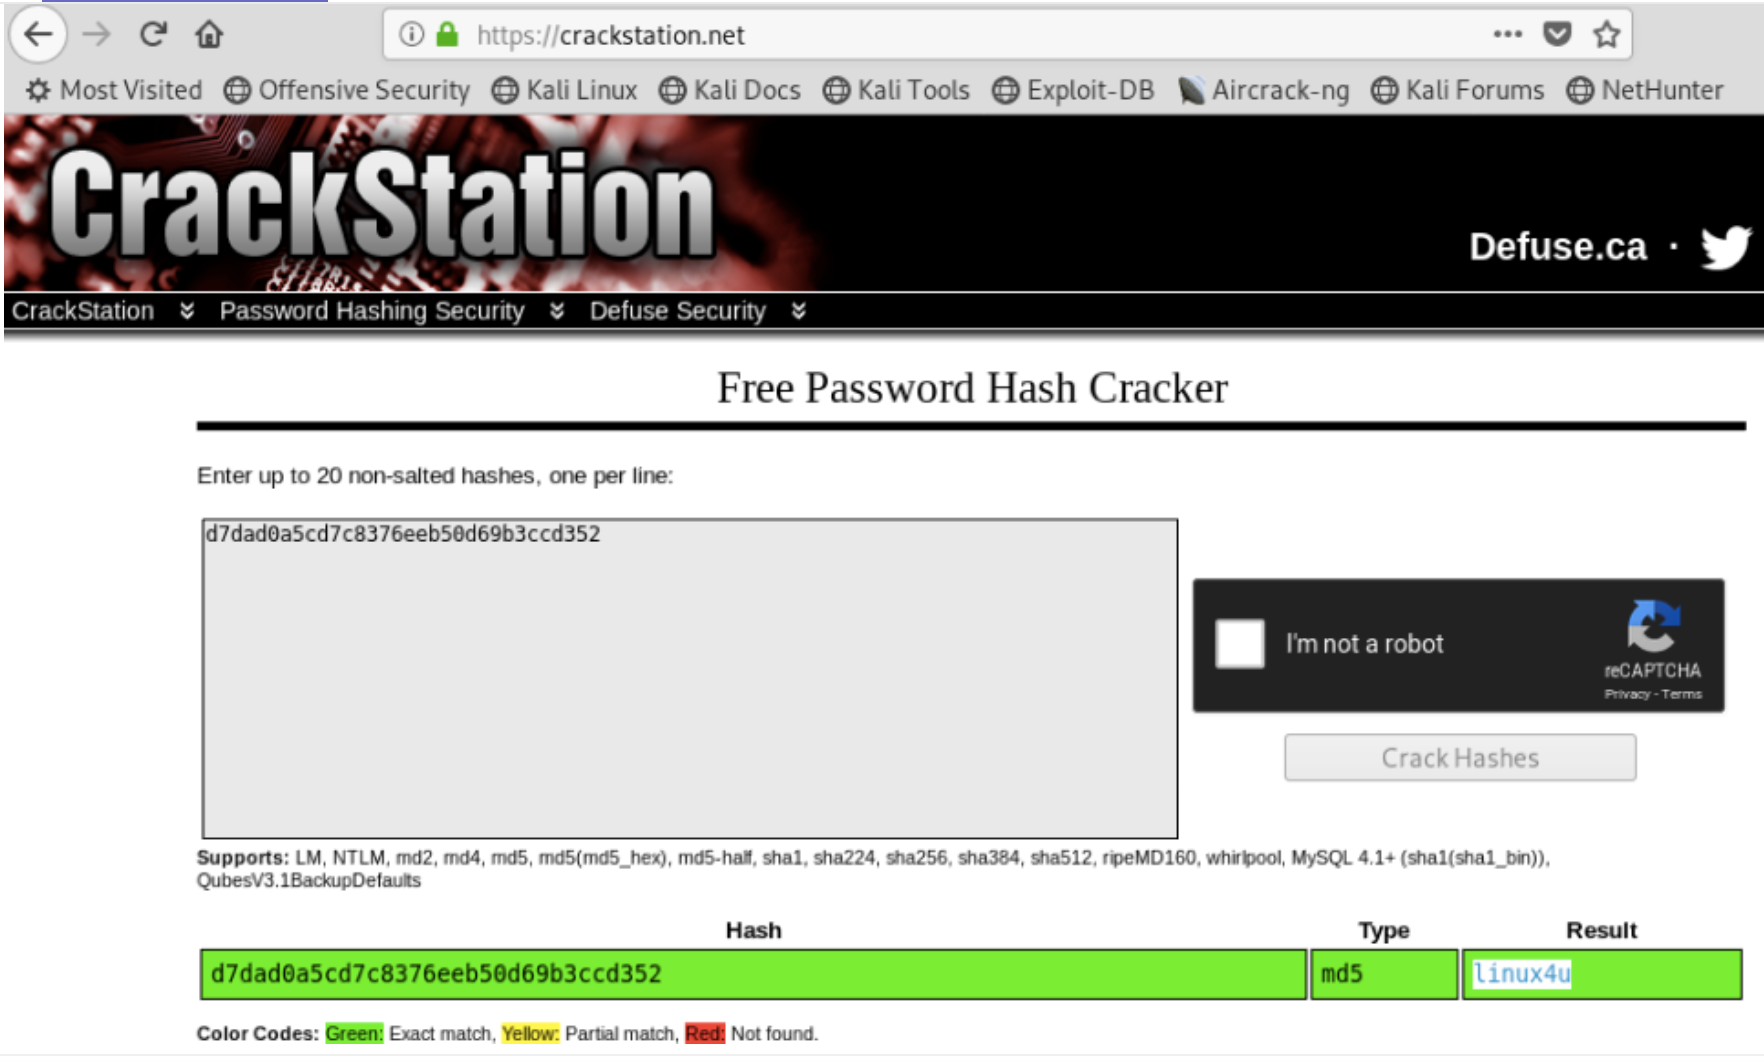 https://crackstation.net
Most Visited Offensive Security Kali Linux Kali Docs Kali Tools Exploit-DB Aircrack-ng Kali Forums NetHunter
CrackStation
Defuse.ca ·
CrackStation Password Hashing Security Defuse Security
Free Password Hash Cracker
Enter up to 20 non-salted hashes, one per line:
d7dad0a5cd7c8376eeb50d69b3ccd352
I'm not a robot
reCAPTCHA
Privacy - Terms
Crack Hashes
Supports: LM, NTLM, md2, md4, md5, md5(md5_hex), md5-half, sha1, sha224, sha256, sha384, sha512, ripeMD160, whirlpool, MySQL 4.1+ (sha1(sha1_bin)),
QubesV3.1BackupDefaults
Hash Type Result
d7dad0a5cd7c8376eeb50d69b3ccd352 md5 linux4u
Color Codes: Green: Exact match, Yellow: Partial match, Red: Not found.